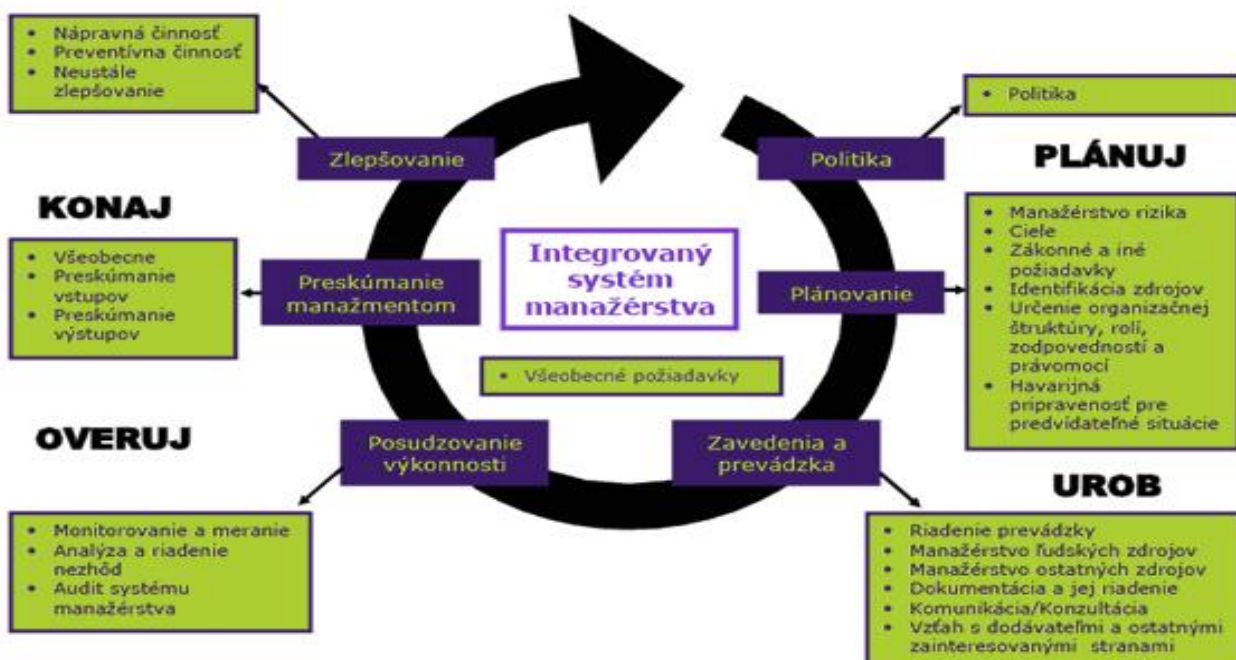 Nápravná činnosť
Preventívna činnosť
Neustále
zlepšovanie
Zlepšovanie
KONAJ
Všeobecne
Preskúmanie
vstupov
Preskúmanie
výstupov
Preskúmanie
manažmentom
Integrovaný
systém
manažérstva
Všeobecné požiadavky
Politika
Politika
PLÁNUJ
Plánovanie
Manažérstvo rizika
Ciele
Zákonné a iné
požiadavky
Identifikácia zdrojov
Určenie organizačnej
štruktúry, rolí,
zodpovedností a
právomocí
Havarijná
pripravenosť pre
predvídateľné situácie
OVERUJ
Posudzovanie
výkonnosti
Monitorovanie a meranie
Analýza a riadenie
nezhôd
Audit systému
manažérstva
Zavedenia a
prevádzka
UROB
Riadenie prevádzky
Manažérstvo ľudských zdrojov
Manažérstvo ostatných zdrojov
Dokumentácia a jej riadenie
Komunikácia/Konzultácia
Vzťah s dodávateľmi a ostatnými
zainteresovanými stranami